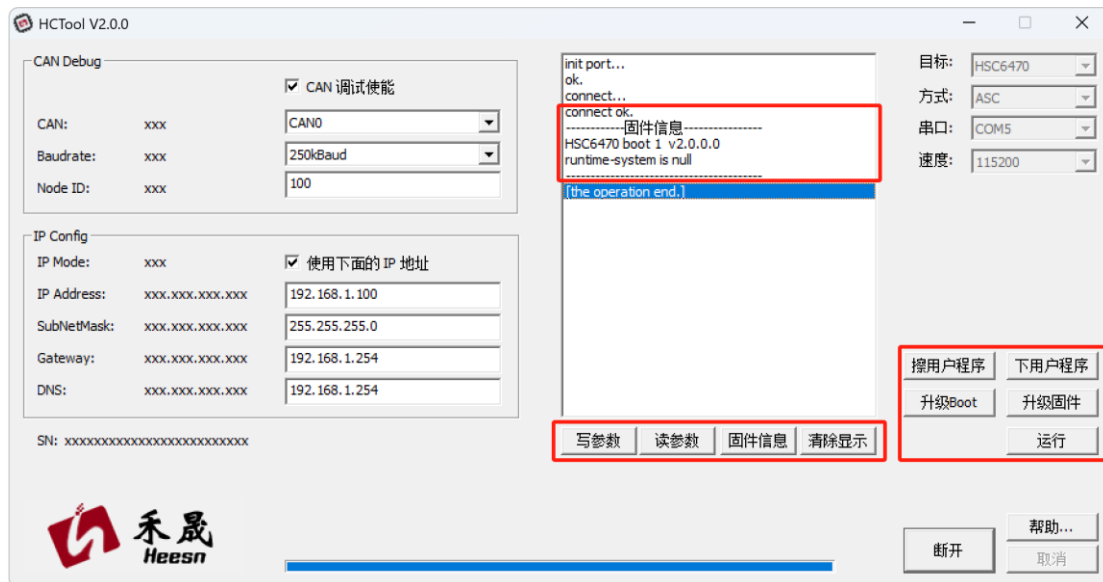 HCTool V2.0.0
CAN Debug
CAN 调试使能
CAN: xxx CAN0
Baudrate: xxx 250kBaud
Node ID: xxx 100
IP Config
IP Mode: xxx 使用下面的 IP 地址
IP Address: xxx.xxx.xxx.xxx 192.168.1.100
SubNetMask: xxx.xxx.xxx.xxx 255.255.255.0
Gateway: xxx.xxx.xxx.xxx 192.168.1.254
DNS: xxx.xxx.xxx.xxx 192.168.1.254
SN: xxxxxxxxxxxxxxxxxxxxxxxxx
禾晟
Heesn
init port...
ok.
connect...
connect ok.
------------固件信息----------------
HSC6470 boot 1 v2.0.0.0
runtime-system is null
----------------------------------------
[the operation end.]
写参数 读参数 固件信息 清除显示
目标: HSC6470
方式: ASC
串口: COM5
速度: 115200
擦用户程序 下用户程序
升级Boot 升级固件
运行
断开
帮助...
取消